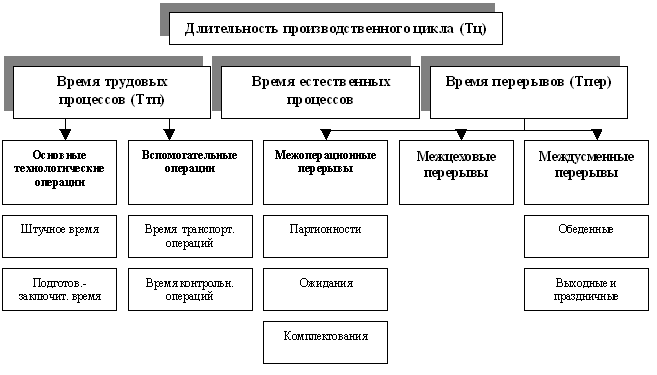 Длительность производственного цикла (Тц)
Время трудовых
процессов (Ттп)
Время естественных
процессов
Время перерывов (Тпер)
Основные
технологические
операции
Вспомогательные
операции
Межоперационные
перерывы
Межцеховые
перерывы
Междусменные
перерывы
Штучное время
Время транспорт.
операций
Партионности
Обеденные
Подготов.-
заключит. время
Время контрольн.
операций
Ожидания
Выходные и
праздничные
Комплектования